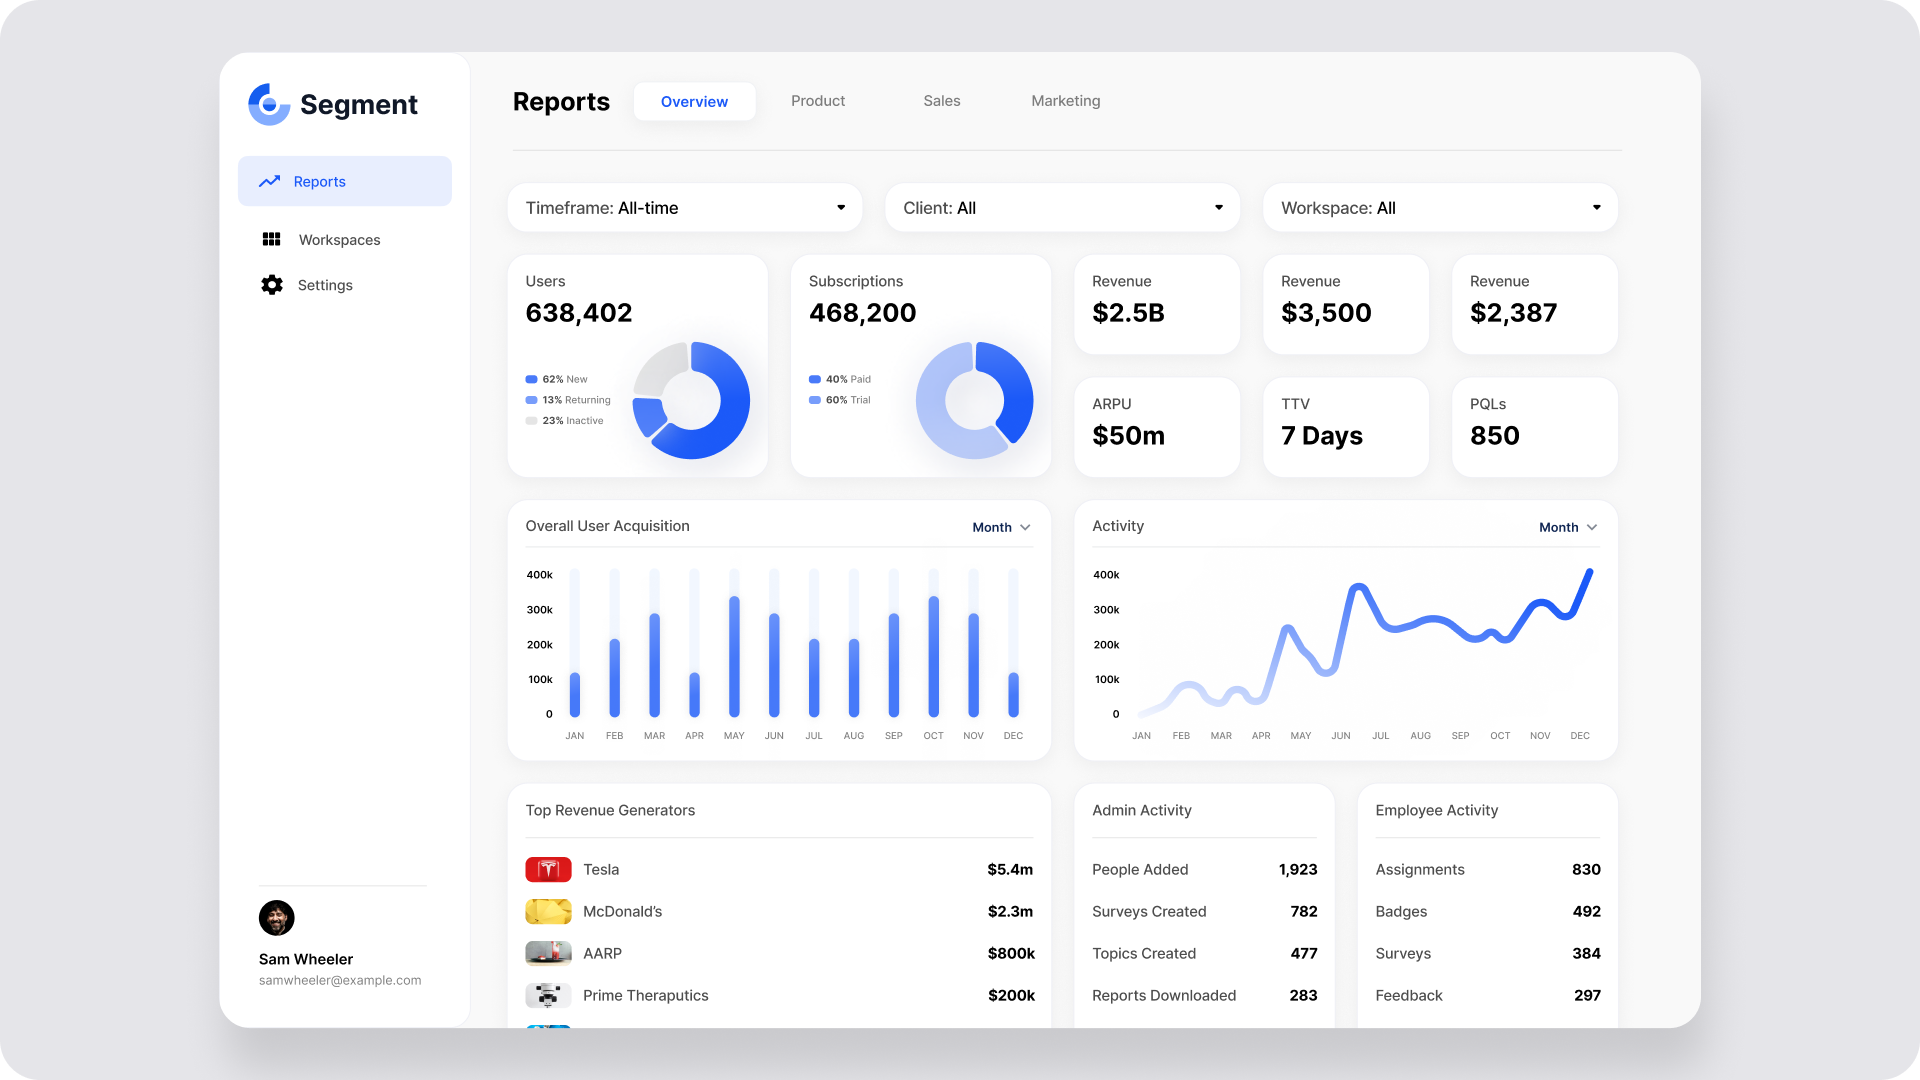 Segment
Reports
Workspaces
Settings
Sam Wheeler
samwheeler@example.com
Reports
Overview
Product
Sales
Marketing
Timeframe: All-time
Client: All
Workspace: All
Users
638,402
62% New
13% Returning
23% Inactive
Subscriptions
468,200
40% Paid
60% Trial
Revenue
$2.5B
Revenue
$3,500
Revenue
$2,387
ARPU
$50m
TTV
7 Days
PQLs
850
Overall User Acquisition
Month
400k
300k
200k
100k
0
JAN FEB MAR APR MAY JUN JUL AUG SEP OCT NOV DEC
Activity
Month
400k
300k
200k
100k
0
JAN FEB MAR APR MAY JUN JUL AUG SEP OCT NOV DEC
Top Revenue Generators
Tesla $5.4m
McDonald's $2.3m
AARP $800k
Prime Theraputics $200k
Admin Activity
People Added 1,923
Surveys Created 782
Topics Created 477
Reports Downloaded 283
Employee Activity
Assignments 830
Badges 492
Surveys 384
Feedback 297